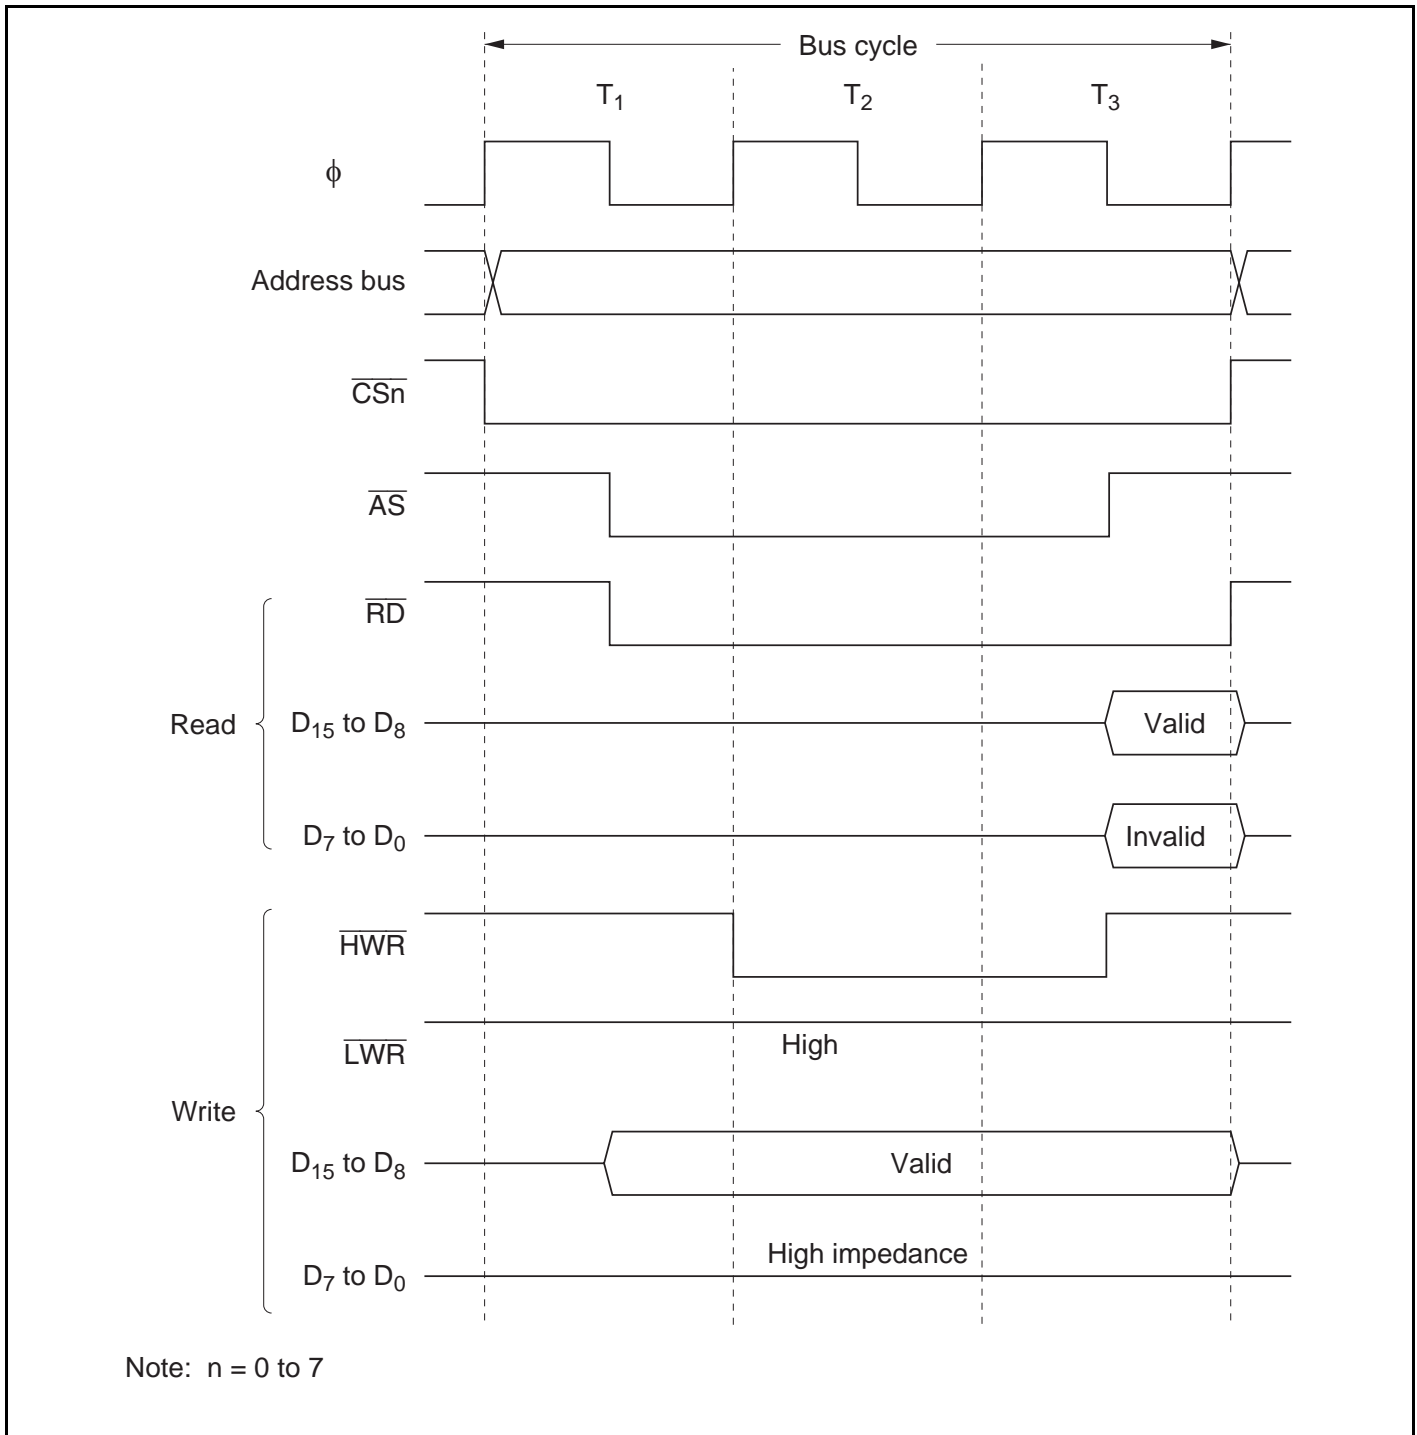 Bus cycle
T1 T2 T3
ϕ
Address bus
CSn
AS
RD
Read
D15 to D8
Valid
D7 to D0
Invalid
HWR
LWR
High
Write
D15 to D8
Valid
D7 to D0
High impedance
Note: n = 0 to 7